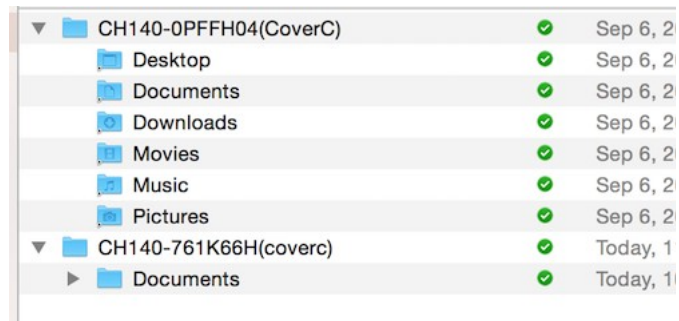 CH140-0PFFH04(CoverC) Sep 6, 2
Desktop Sep 6, 2
Documents Sep 6, 2
Downloads Sep 6, 2
Movies Sep 6, 2
Music Sep 6, 2
Pictures Sep 6, 2
CH140-761K66H(coverc) Today, 1
Documents Today, 1